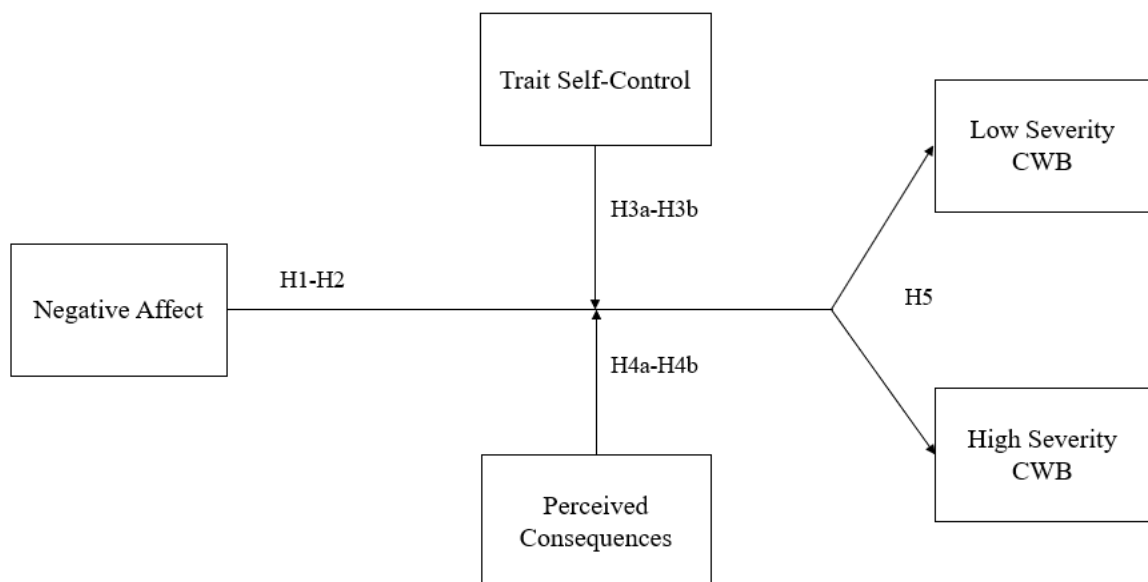 Trait Self-Control
Low Severity
CWB
H3a-H3b
Negative Affect
H1-H2
H5
H4a-H4b
High Severity
CWB
Perceived
Consequences